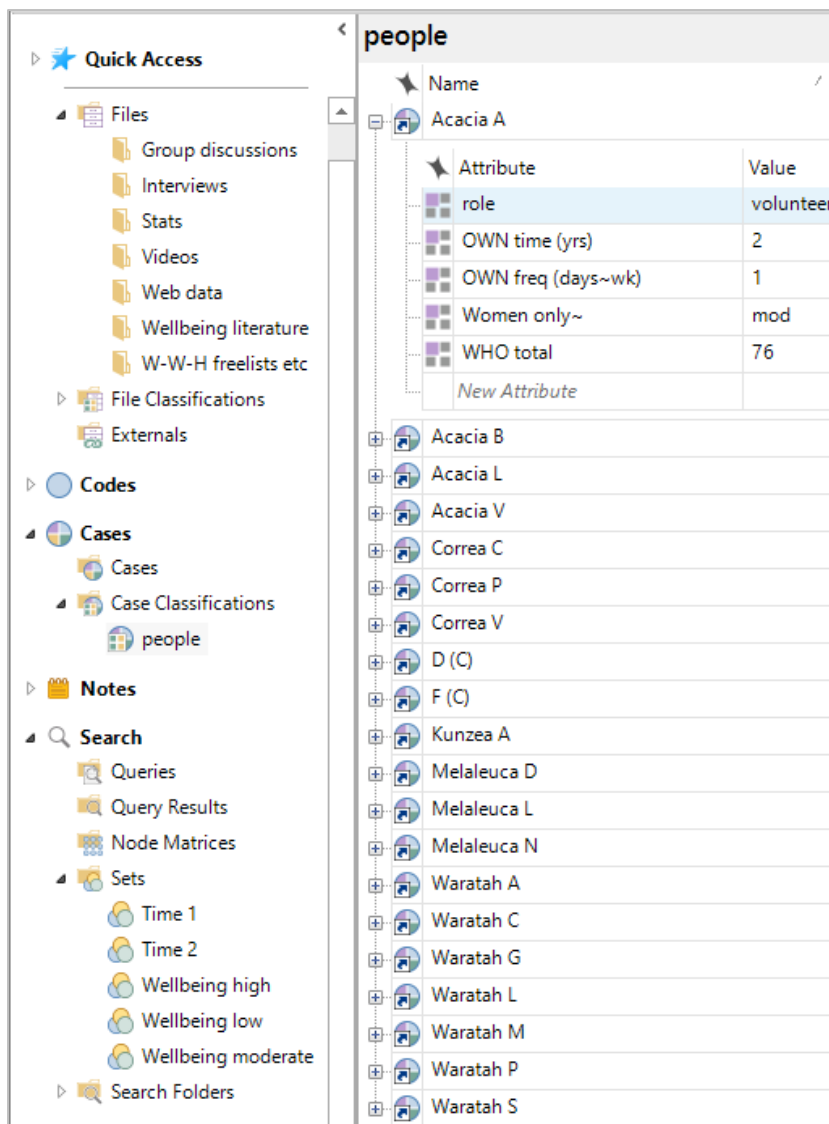 Quick Access
Files
Group discussions
Interviews
Stats
Videos
Web data
Wellbeing literature
W-W-H freelists etc
File Classifications
Externals
Codes
Cases
Cases
Case Classifications
people
Notes
Search
Queries
Query Results
Node Matrices
Sets
Time 1
Time 2
Wellbeing high
Wellbeing low
Wellbeing moderate
Search Folders
people
Name
Acacia A
Attribute Value
role volunteer
OWN time (yrs) 2
OWN freq (days~wk) 1
Women only~ mod
WHO total 76
New Attribute
Acacia B
Acacia L
Acacia V
Correa C
Correa P
Correa V
D (C)
F (C)
Kunzea A
Melaleuca D
Melaleuca L
Melaleuca N
Waratah A
Waratah C
Waratah G
Waratah L
Waratah M
Waratah P
Waratah S